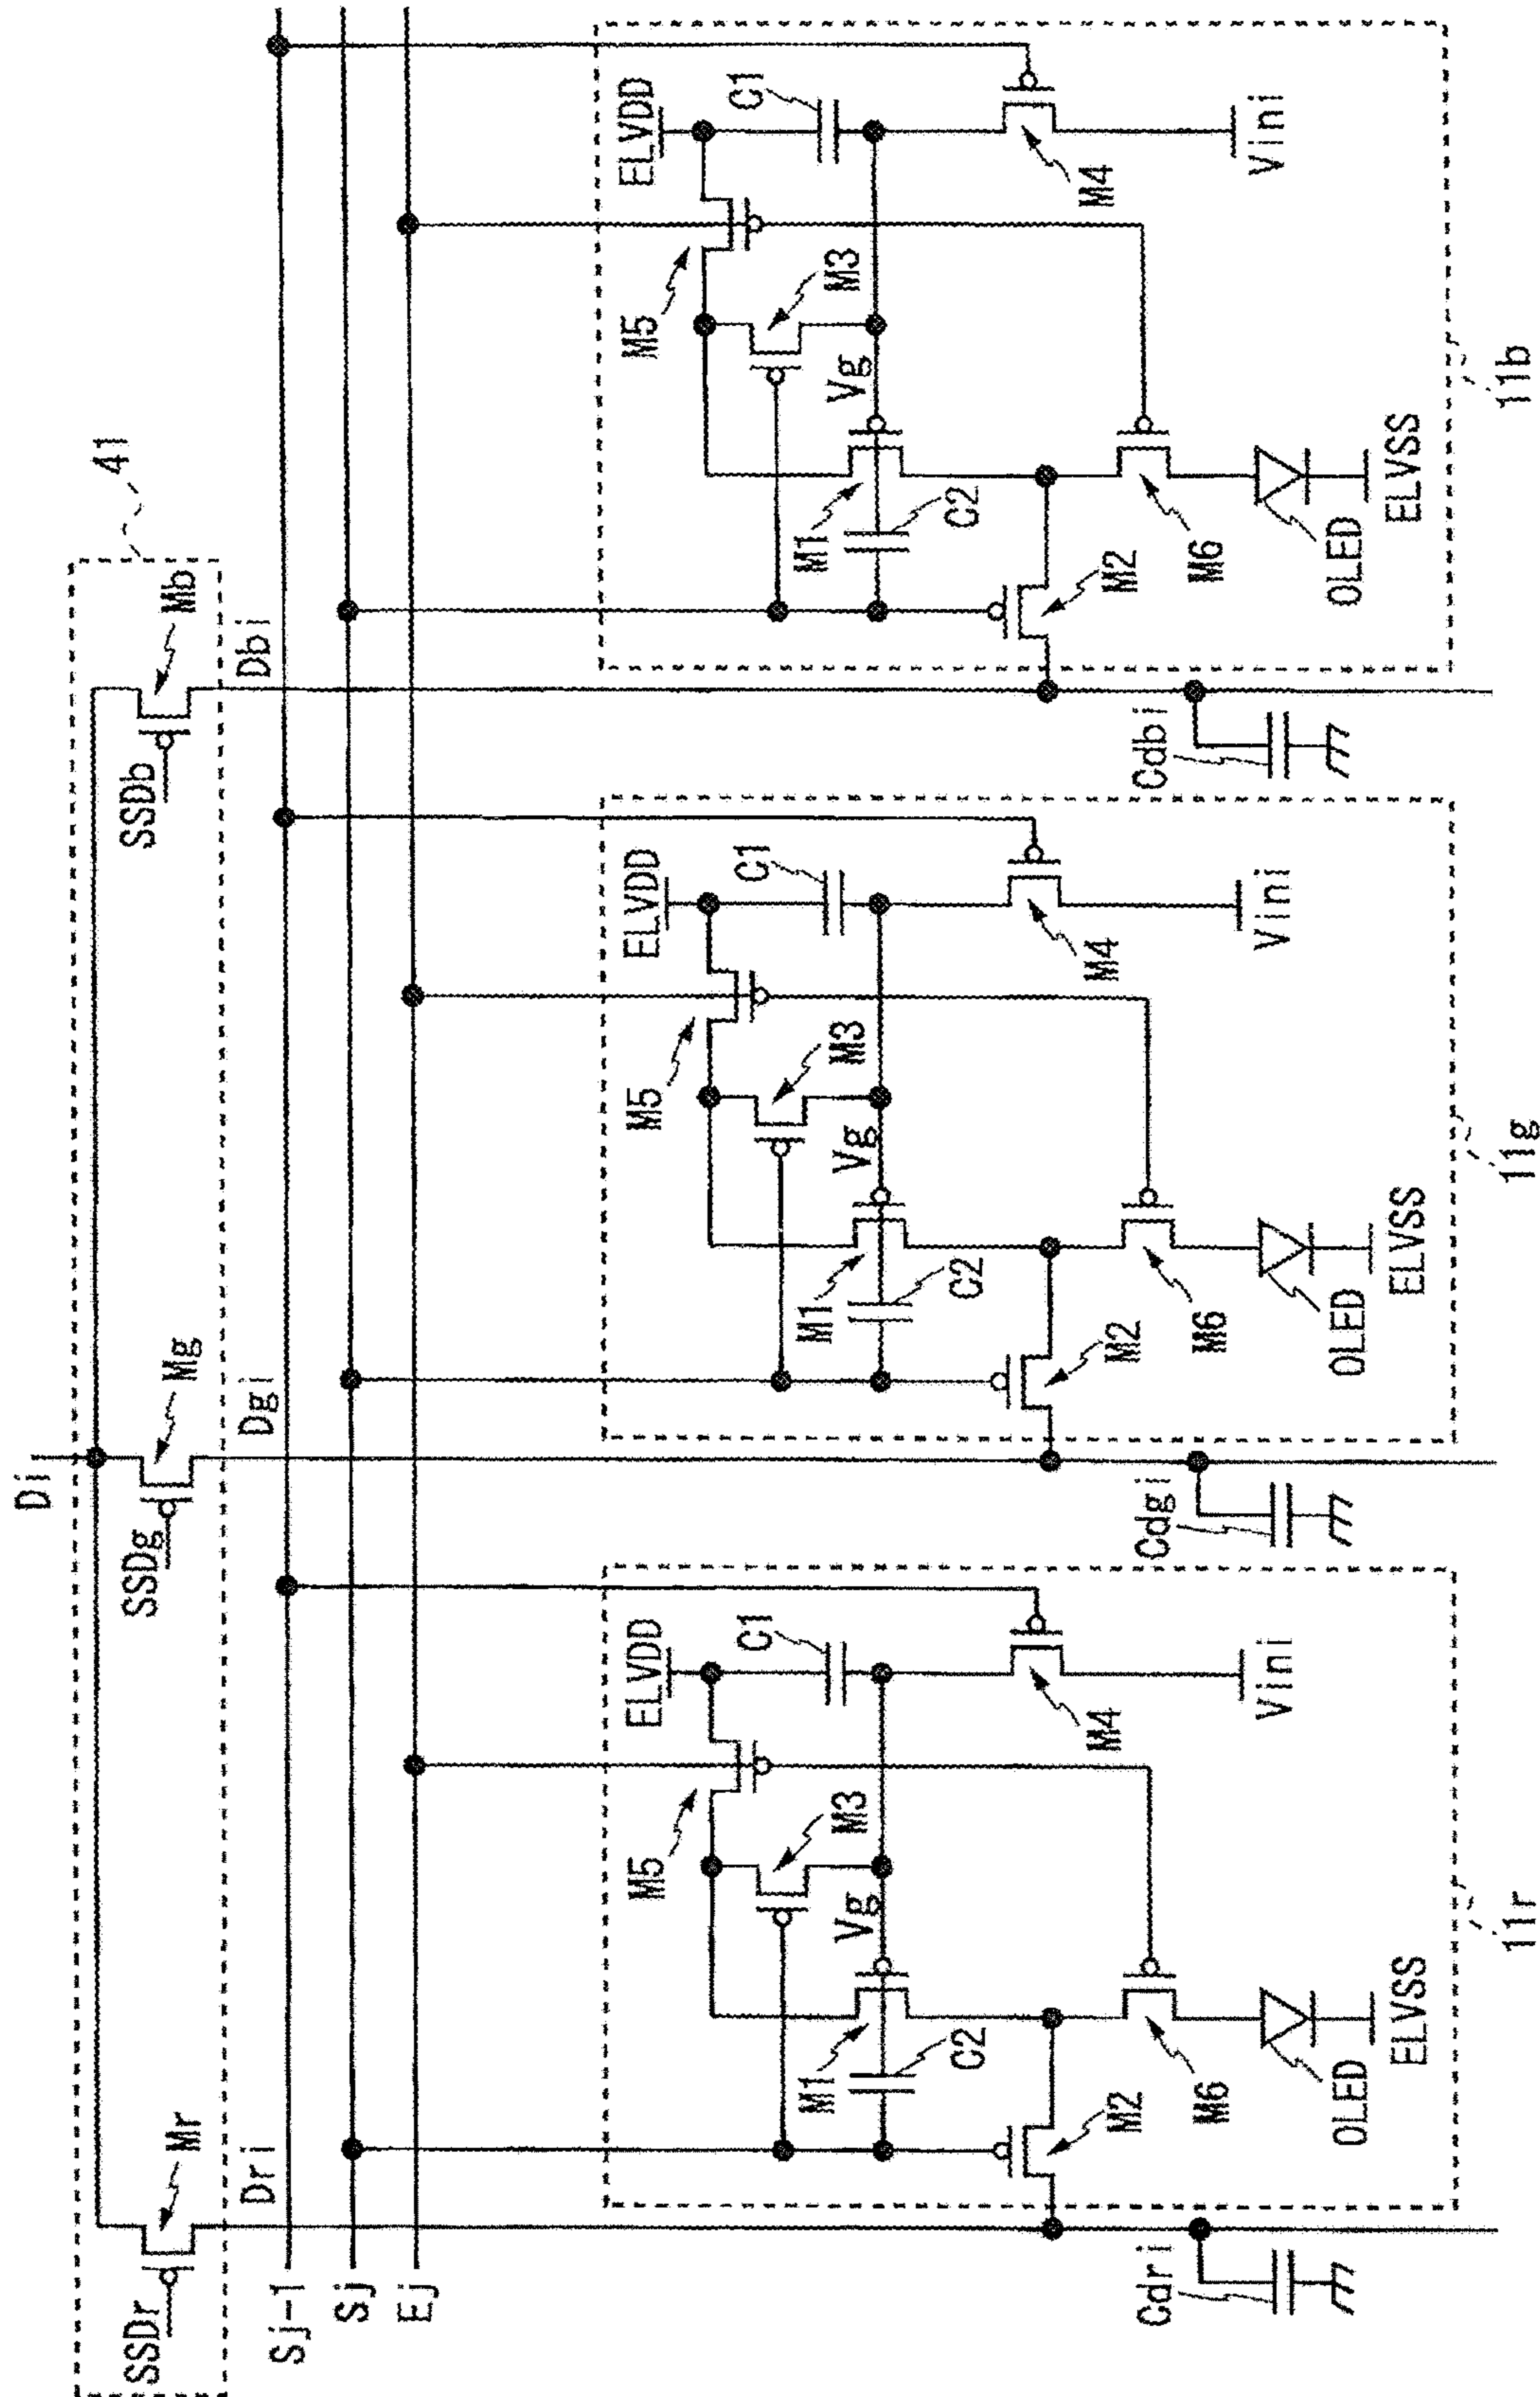 Di
41
SSDr
Mr
SSDg
Mg
SSDb
Mb
Dri
Dgi
Dbi
Sj-1
Sj
Ej
ELVDD
C1
M5
M3
Vg
M1
C2
M4
M2
M6
OLED
Vini
ELVSS
Cdri
11r
ELVDD
C1
M5
M3
Vg
M1
C2
M4
M2
M6
OLED
Vini
ELVSS
Cdgi
11g
ELVDD
C1
M5
M3
Vg
M1
C2
M4
M2
M6
OLED
Vini
ELVSS
Cdbi
11b